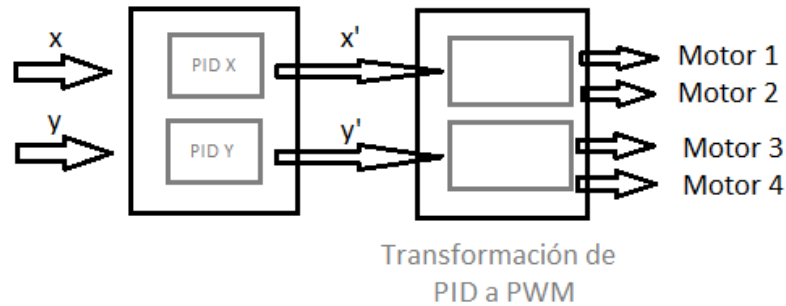 x
PID X
x'
Motor 1
Motor 2
y
PID Y
y'
Motor 3
Motor 4
Transformación de
PID a PWM